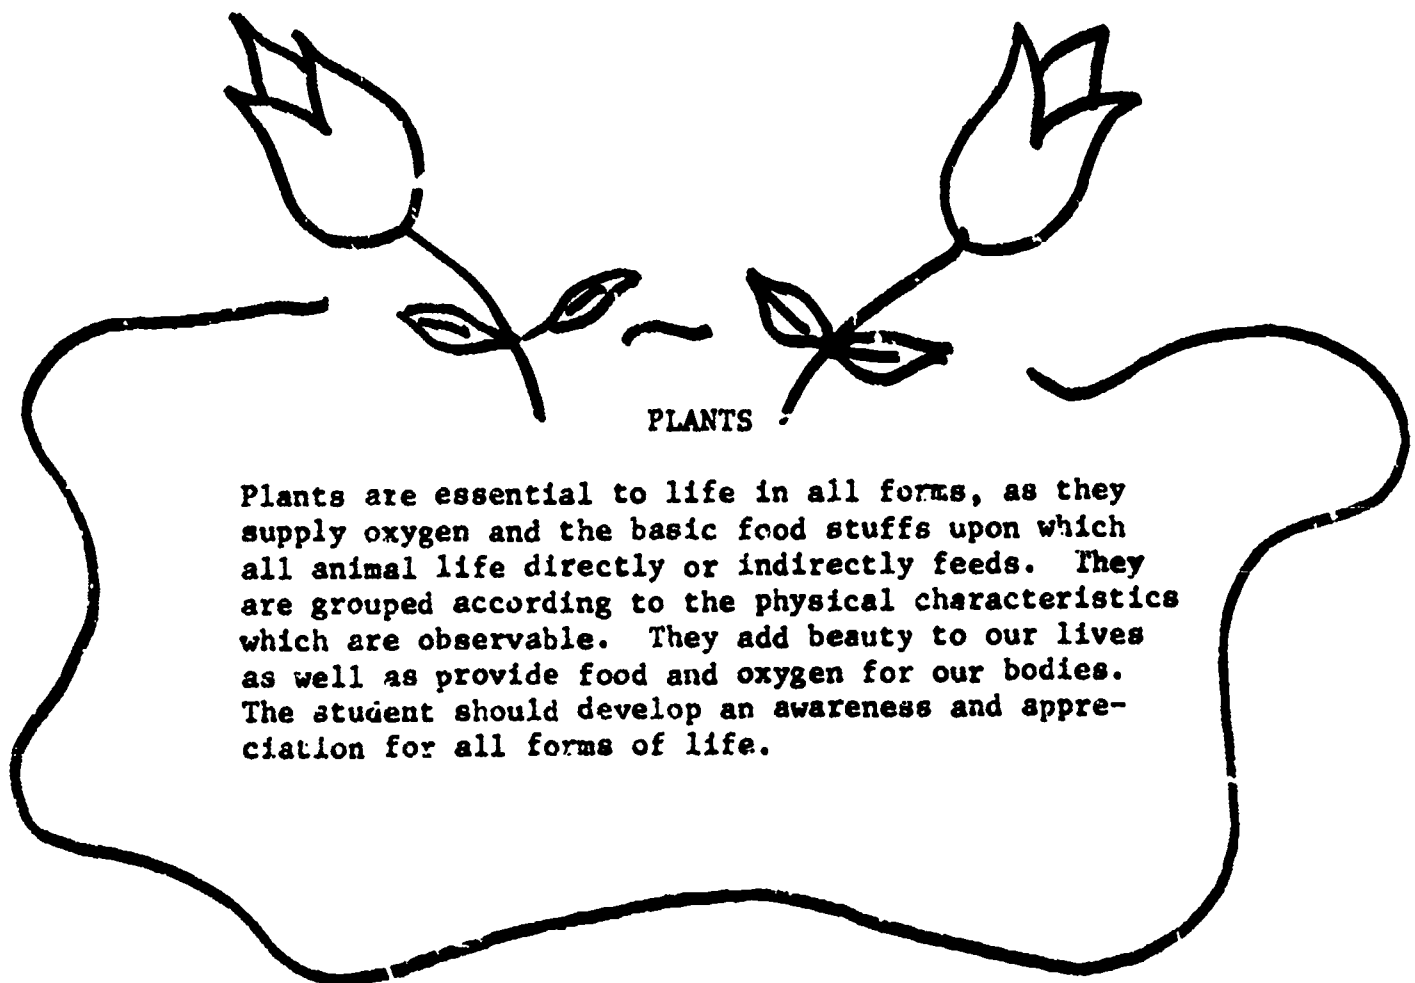 PLANTS
Plants are essential to life in all forms, as they
supply oxygen and the basic food stuffs upon which
all animal life directly or indirectly feeds. They
are grouped according to the physical characteristics
which are observable. They add beauty to our lives
as well as provide food and oxygen for our bodies.
The student should develop an awareness and appre-
ciation for all forms of life.